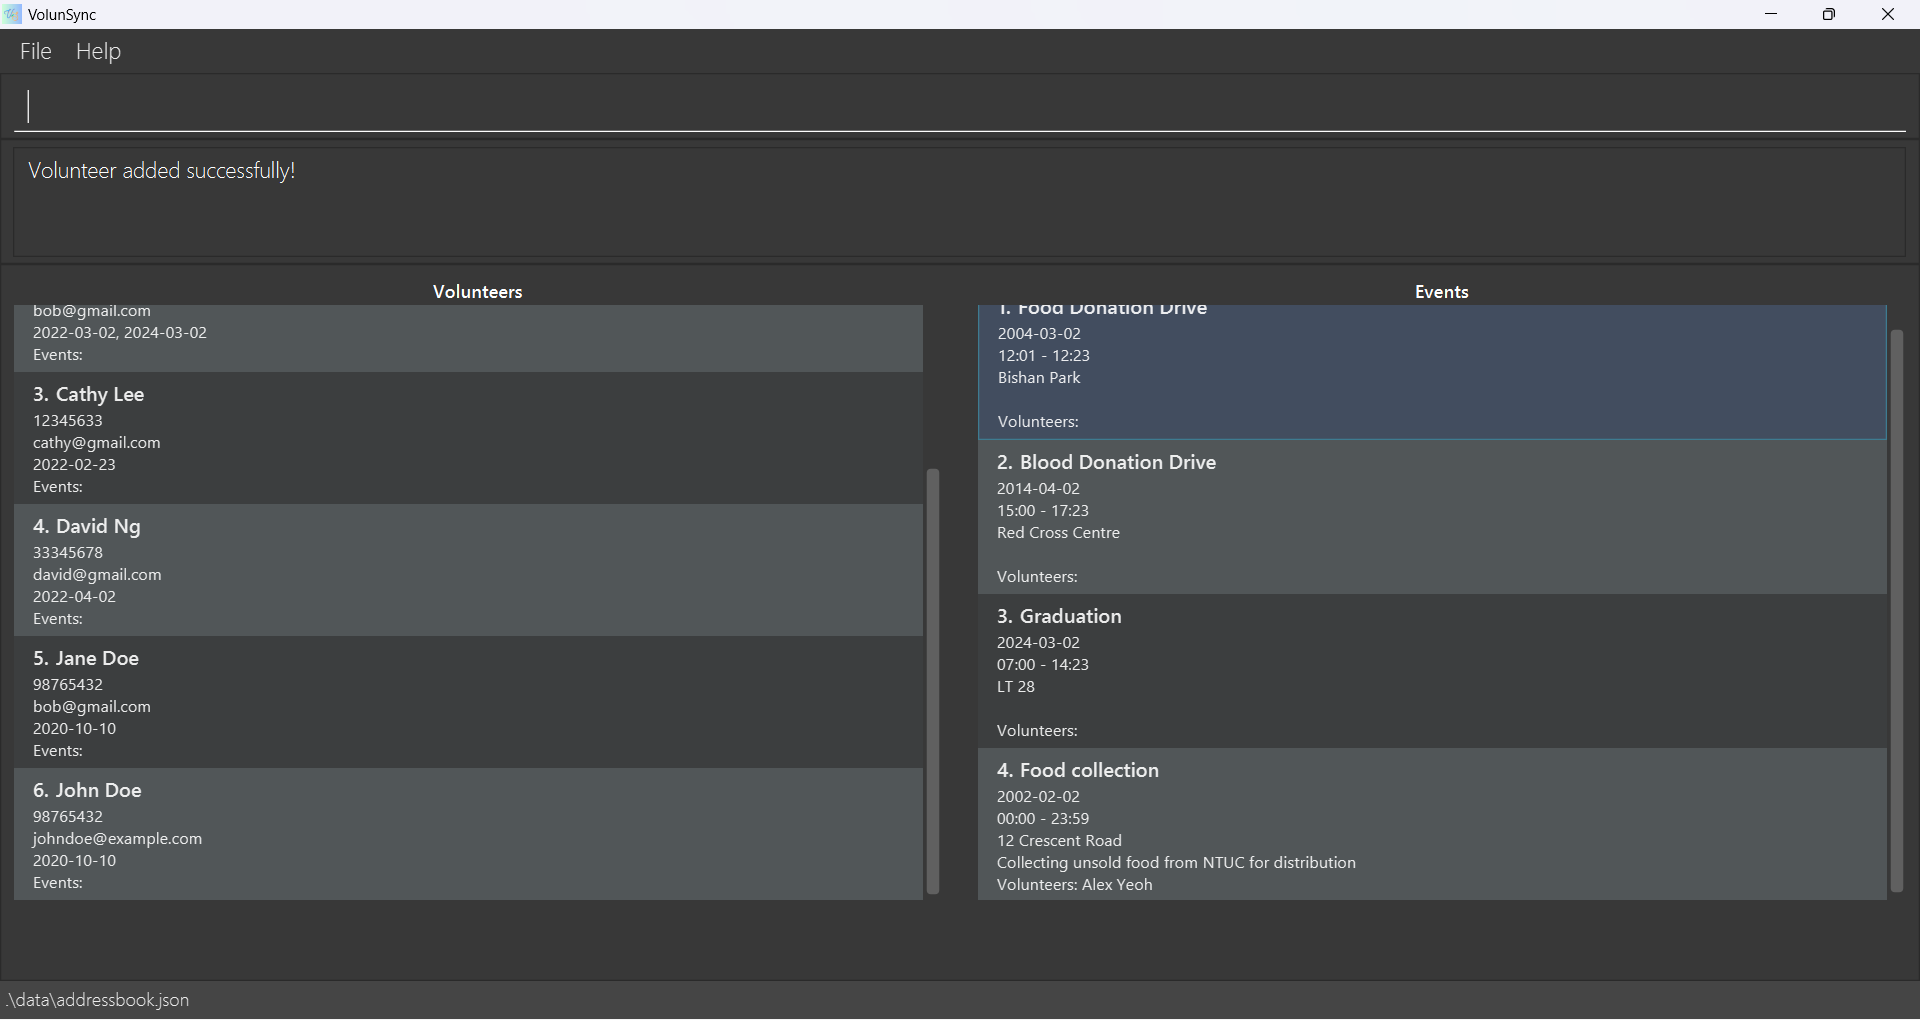 VolunSync
File Help
Volunteer added successfully!
Volunteers
bob@gmail.com
2022-03-02, 2024-03-02
Events:
3. Cathy Lee
12345633
cathy@gmail.com
2022-02-23
Events:
4. David Ng
33345678
david@gmail.com
2022-04-02
Events:
5. Jane Doe
98765432
bob@gmail.com
2020-10-10
Events:
6. John Doe
98765432
johndoe@example.com
2020-10-10
Events:
Events
1. Food Donation Drive
2004-03-02
12:01 - 12:23
Bishan Park
Volunteers:
2. Blood Donation Drive
2014-04-02
15:00 - 17:23
Red Cross Centre
Volunteers:
3. Graduation
2024-03-02
07:00 - 14:23
LT 28
Volunteers:
4. Food collection
2002-02-02
00:00 - 23:59
12 Crescent Road
Collecting unsold food from NTUC for distribution
Volunteers: Alex Yeoh
.\data\addressbook.json